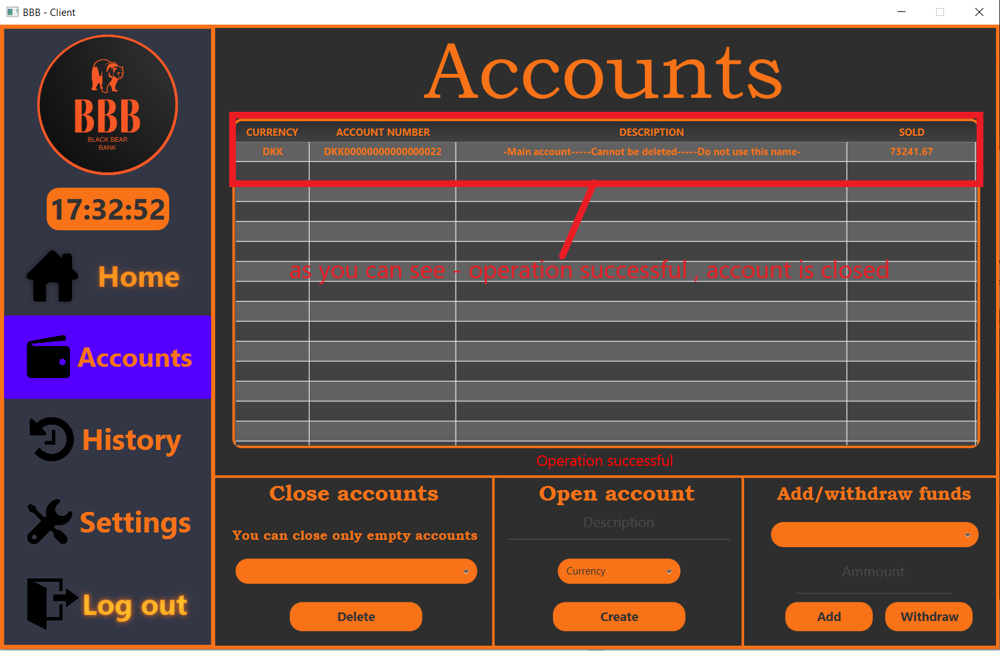 BBB - Client
BBB
BLACK BEAR
BANK
17:32:52
Home
Accounts
History
Settings
Log out
Accounts
CURRENCY ACCOUNT NUMBER DESCRIPTION SOLD
DKK DKK00000000000000022 -Main account-----Cannot be deleted-----Do not use this name- 73241.67
as you can see - operation successful , account is closed
Operation successful
Close accounts
You can close only empty accounts
Delete
Open account
Description
Currency
Create
Add/withdraw funds
Ammount
Add Withdraw